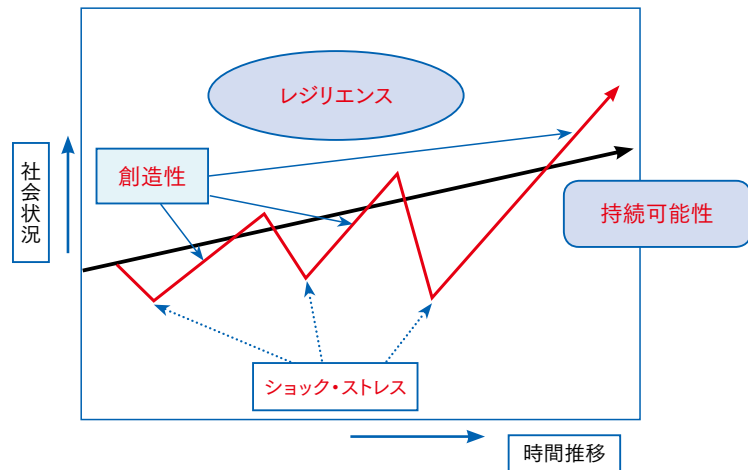 レジリエンス
創造性
社会状況
持続可能性
ショック・ストレス
時間推移